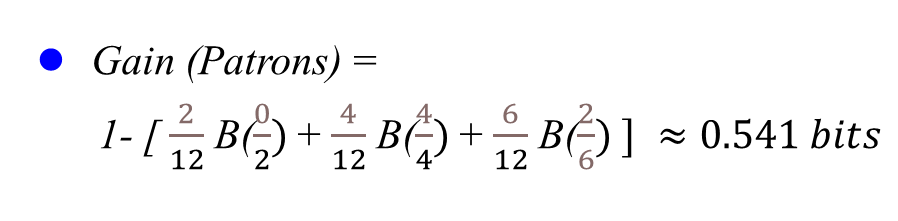 ● Gain (Patrons) =
1- [ 2/12 B(0/2) + 4/12 B(4/4) + 6/12 B(2/6) ] ≈ 0.541 bits